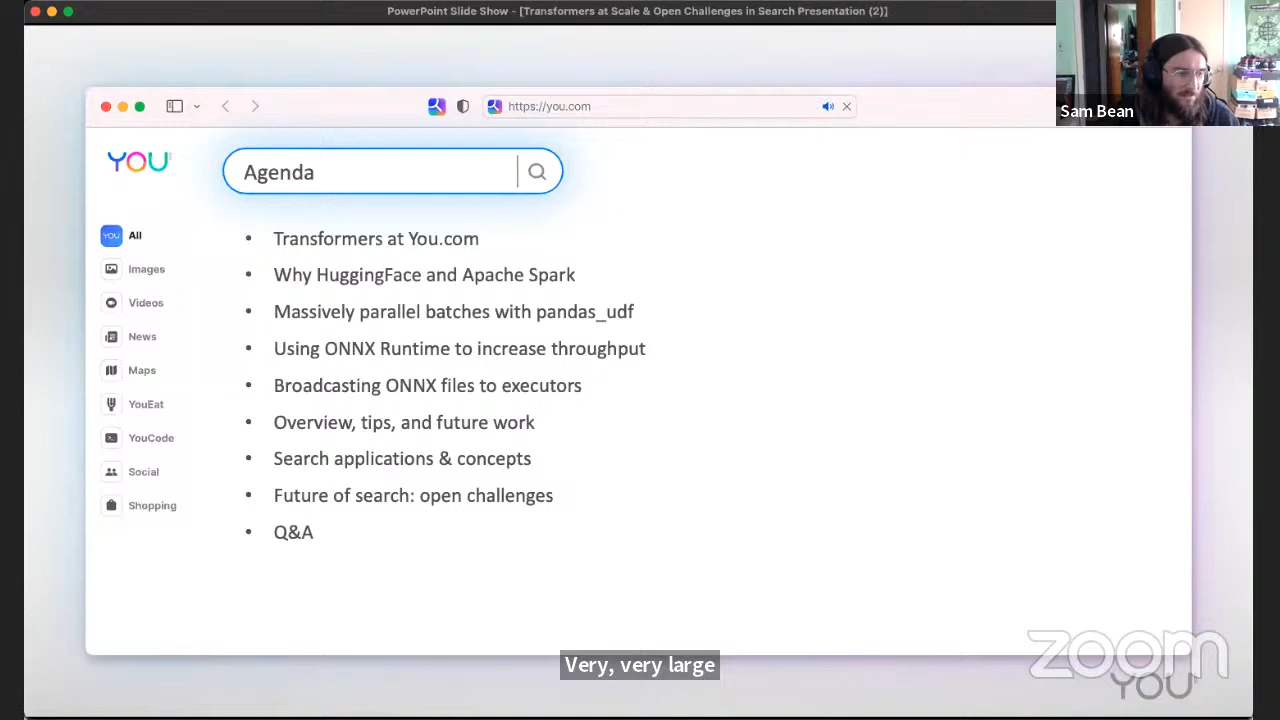 PowerPoint Slide Show - [Transformers at Scale & Open Challenges in Search Presentation (2)]
Sam Bean
https://you.com
YOU
Agenda
YOU All
Images
Videos
News
Maps
YouEat
YouCode
Social
Shopping
• Transformers at You.com
• Why HuggingFace and Apache Spark
• Massively parallel batches with pandas_udf
• Using ONNX Runtime to increase throughput
• Broadcasting ONNX files to executors
• Overview, tips, and future work
• Search applications & concepts
• Future of search: open challenges
• Q&A
Very, very large
zoom
YOU